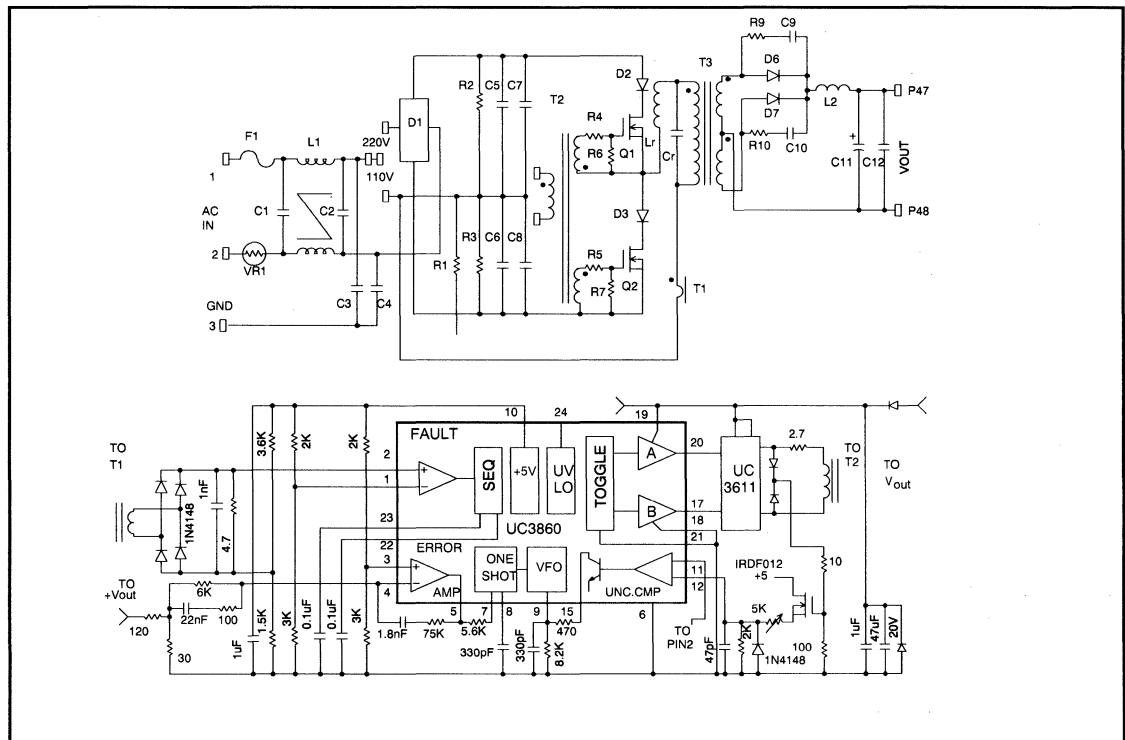 R9 C9
D6
T3
D2
R2 C5 C7
T2
R4
L2
P47
D7
D1
220V
F1 L1
R6 Q1
Lr
Cr
R10 C10
C11 C12
VOUT
110V
1
AC
IN
C1 C2
D3
P48
2
VR1
R1 R3 C6 C8
R5
R7 Q2
T1
C3 C4
GND
3
10 24 19
TO
T1
3.6K 2K 2K
FAULT
2
1
SEQ
+5V
UV
LO
TOGGLE
A
20
UC
3611
2.7
TO
T2
TO
Vout
1nF
4.7
1N4148
23
22
UC3860
B
17
18
21
ERROR
3
4
AMP
ONE
SHOT
VFO
UNC.CMP
11
12
IRDF012
+5
10
TO
+Vout
6K
22nF 100
120
30
1uF
1.5K
3K
0.1uF
0.1uF
3K
5 7 8 9 15 6
1.8nF 75K
5.6K
330pF
330pF
470
8.2K
TO
PIN2
47pF
2K
5K
1N4148
100
1uF
47uF
20V